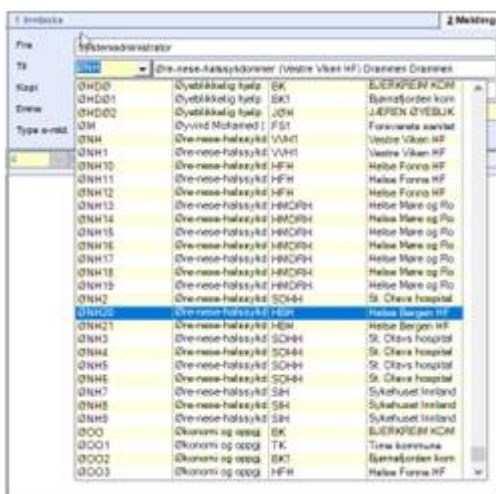 1 Innboks 2 Melding
Fra Systemadministrator
Til ØNH Øre-nese-halssykdommer (Vestre Viken HF) Drammen Drammen
Kopi
Emne
Type e-mld.
ØHDØ Øyeblikkelig hjelp BK BJERKREIM KOM
ØHDØ1 Øyeblikkelig hjelp BK1 Bjørnafjorden kom
ØHDØ2 Øyeblikkelig hjelp JØH JÆREN ØYEBLIK
ØM Øyvind Mohamed ( FS1 Forsvarets sanitet
ØNH Øre-nese-halssykd VVH1 Vestre Viken HF
ØNH1 Øre-nese-halssykd VVH1 Vestre Viken HF
ØNH10 Øre-nese-halssykd HFH Helse Fonna HF
ØNH11 Øre-nese-halssykd HFH Helse Fonna HF
ØNH12 Øre-nese-halssykd HFH Helse Fonna HF
ØNH13 Øre-nese-halssykd HMORH Helse Møre og Ro
ØNH14 Øre-nese-halssykd HMORH Helse Møre og Ro
ØNH15 Øre-nese-halssykd HMORH Helse Møre og Ro
ØNH16 Øre-nese-halssykd HMORH Helse Møre og Ro
ØNH17 Øre-nese-halssykd HMORH Helse Møre og Ro
ØNH18 Øre-nese-halssykd HMORH Helse Møre og Ro
ØNH19 Øre-nese-halssykd HMORH Helse Møre og Ro
ØNH2 Øre-nese-halssykd SOHH St. Olavs hospital
ØNH20 Øre-nese-halssykd HBH Helse Bergen HF
ØNH21 Øre-nese-halssykd HBH Helse Bergen HF
ØNH3 Øre-nese-halssykd SOHH St. Olavs hospital
ØNH4 Øre-nese-halssykd SOHH St. Olavs hospital
ØNH5 Øre-nese-halssykd SOHH St. Olavs hospital
ØNH6 Øre-nese-halssykd SOHH St. Olavs hospital
ØNH7 Øre-nese-halssykd SIH Sykehuset Innland
ØNH8 Øre-nese-halssykd SIH Sykehuset Innland
ØNH9 Øre-nese-halssykd SIH Sykehuset Innland
ØOO Økonomi og oppgj BK BJERKREIM KOM
ØOO1 Økonomi og oppgj TK Time kommune
ØOO2 Økonomi og oppgj BK1 Bjørnafjorden kom
ØOO3 Økonomi og oppgj HFH Helse Fonna HF